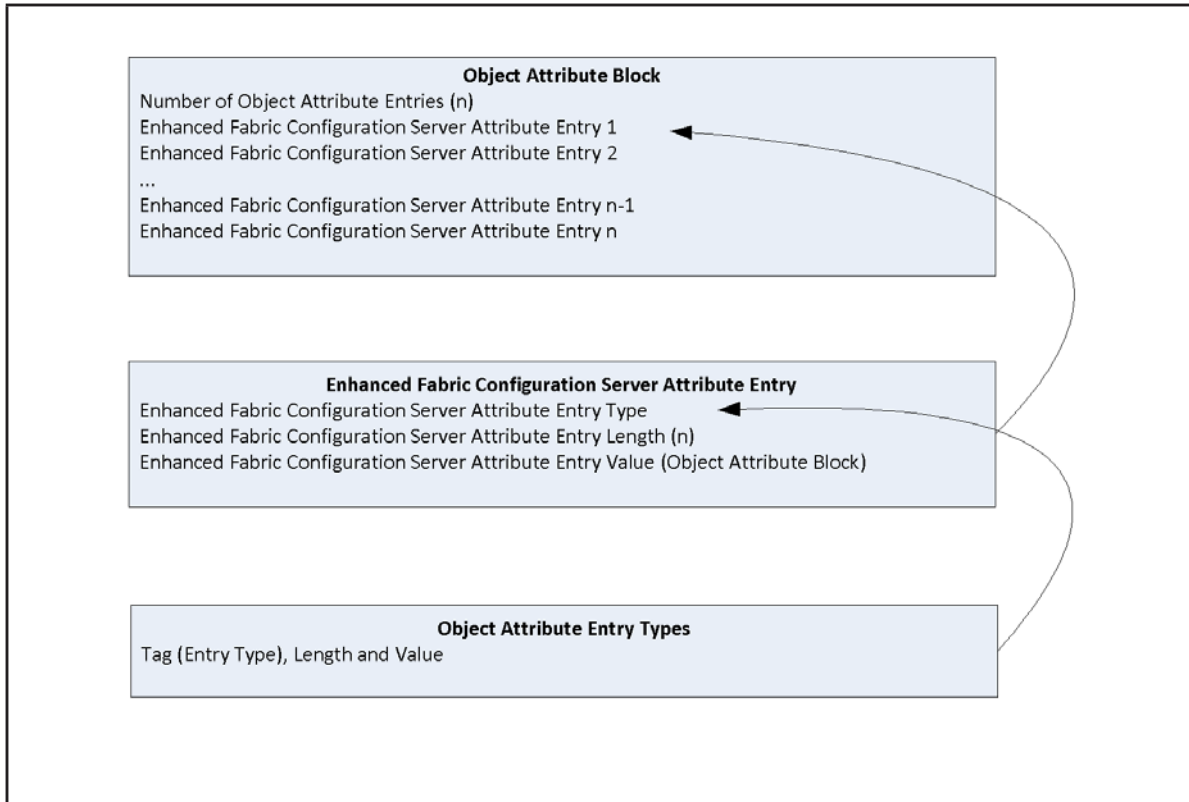 Object Attribute Block
Number of Object Attribute Entries (n)
Enhanced Fabric Configuration Server Attribute Entry 1
Enhanced Fabric Configuration Server Attribute Entry 2
...
Enhanced Fabric Configuration Server Attribute Entry n-1
Enhanced Fabric Configuration Server Attribute Entry n
Enhanced Fabric Configuration Server Attribute Entry
Enhanced Fabric Configuration Server Attribute Entry Type
Enhanced Fabric Configuration Server Attribute Entry Length (n)
Enhanced Fabric Configuration Server Attribute Entry Value (Object Attribute Block)
Object Attribute Entry Types
Tag (Entry Type), Length and Value